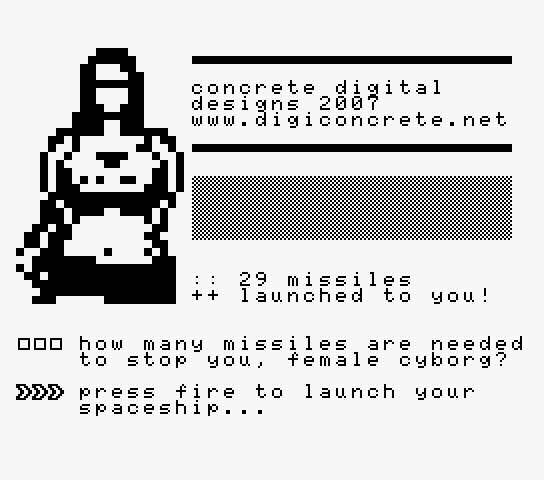 concrete digital
designs 2007
www.digiconcrete.net
:: 29 missiles
++ launched to you!
how many missiles are needed
to stop you, female cyborg?
press fire to launch your
spaceship...